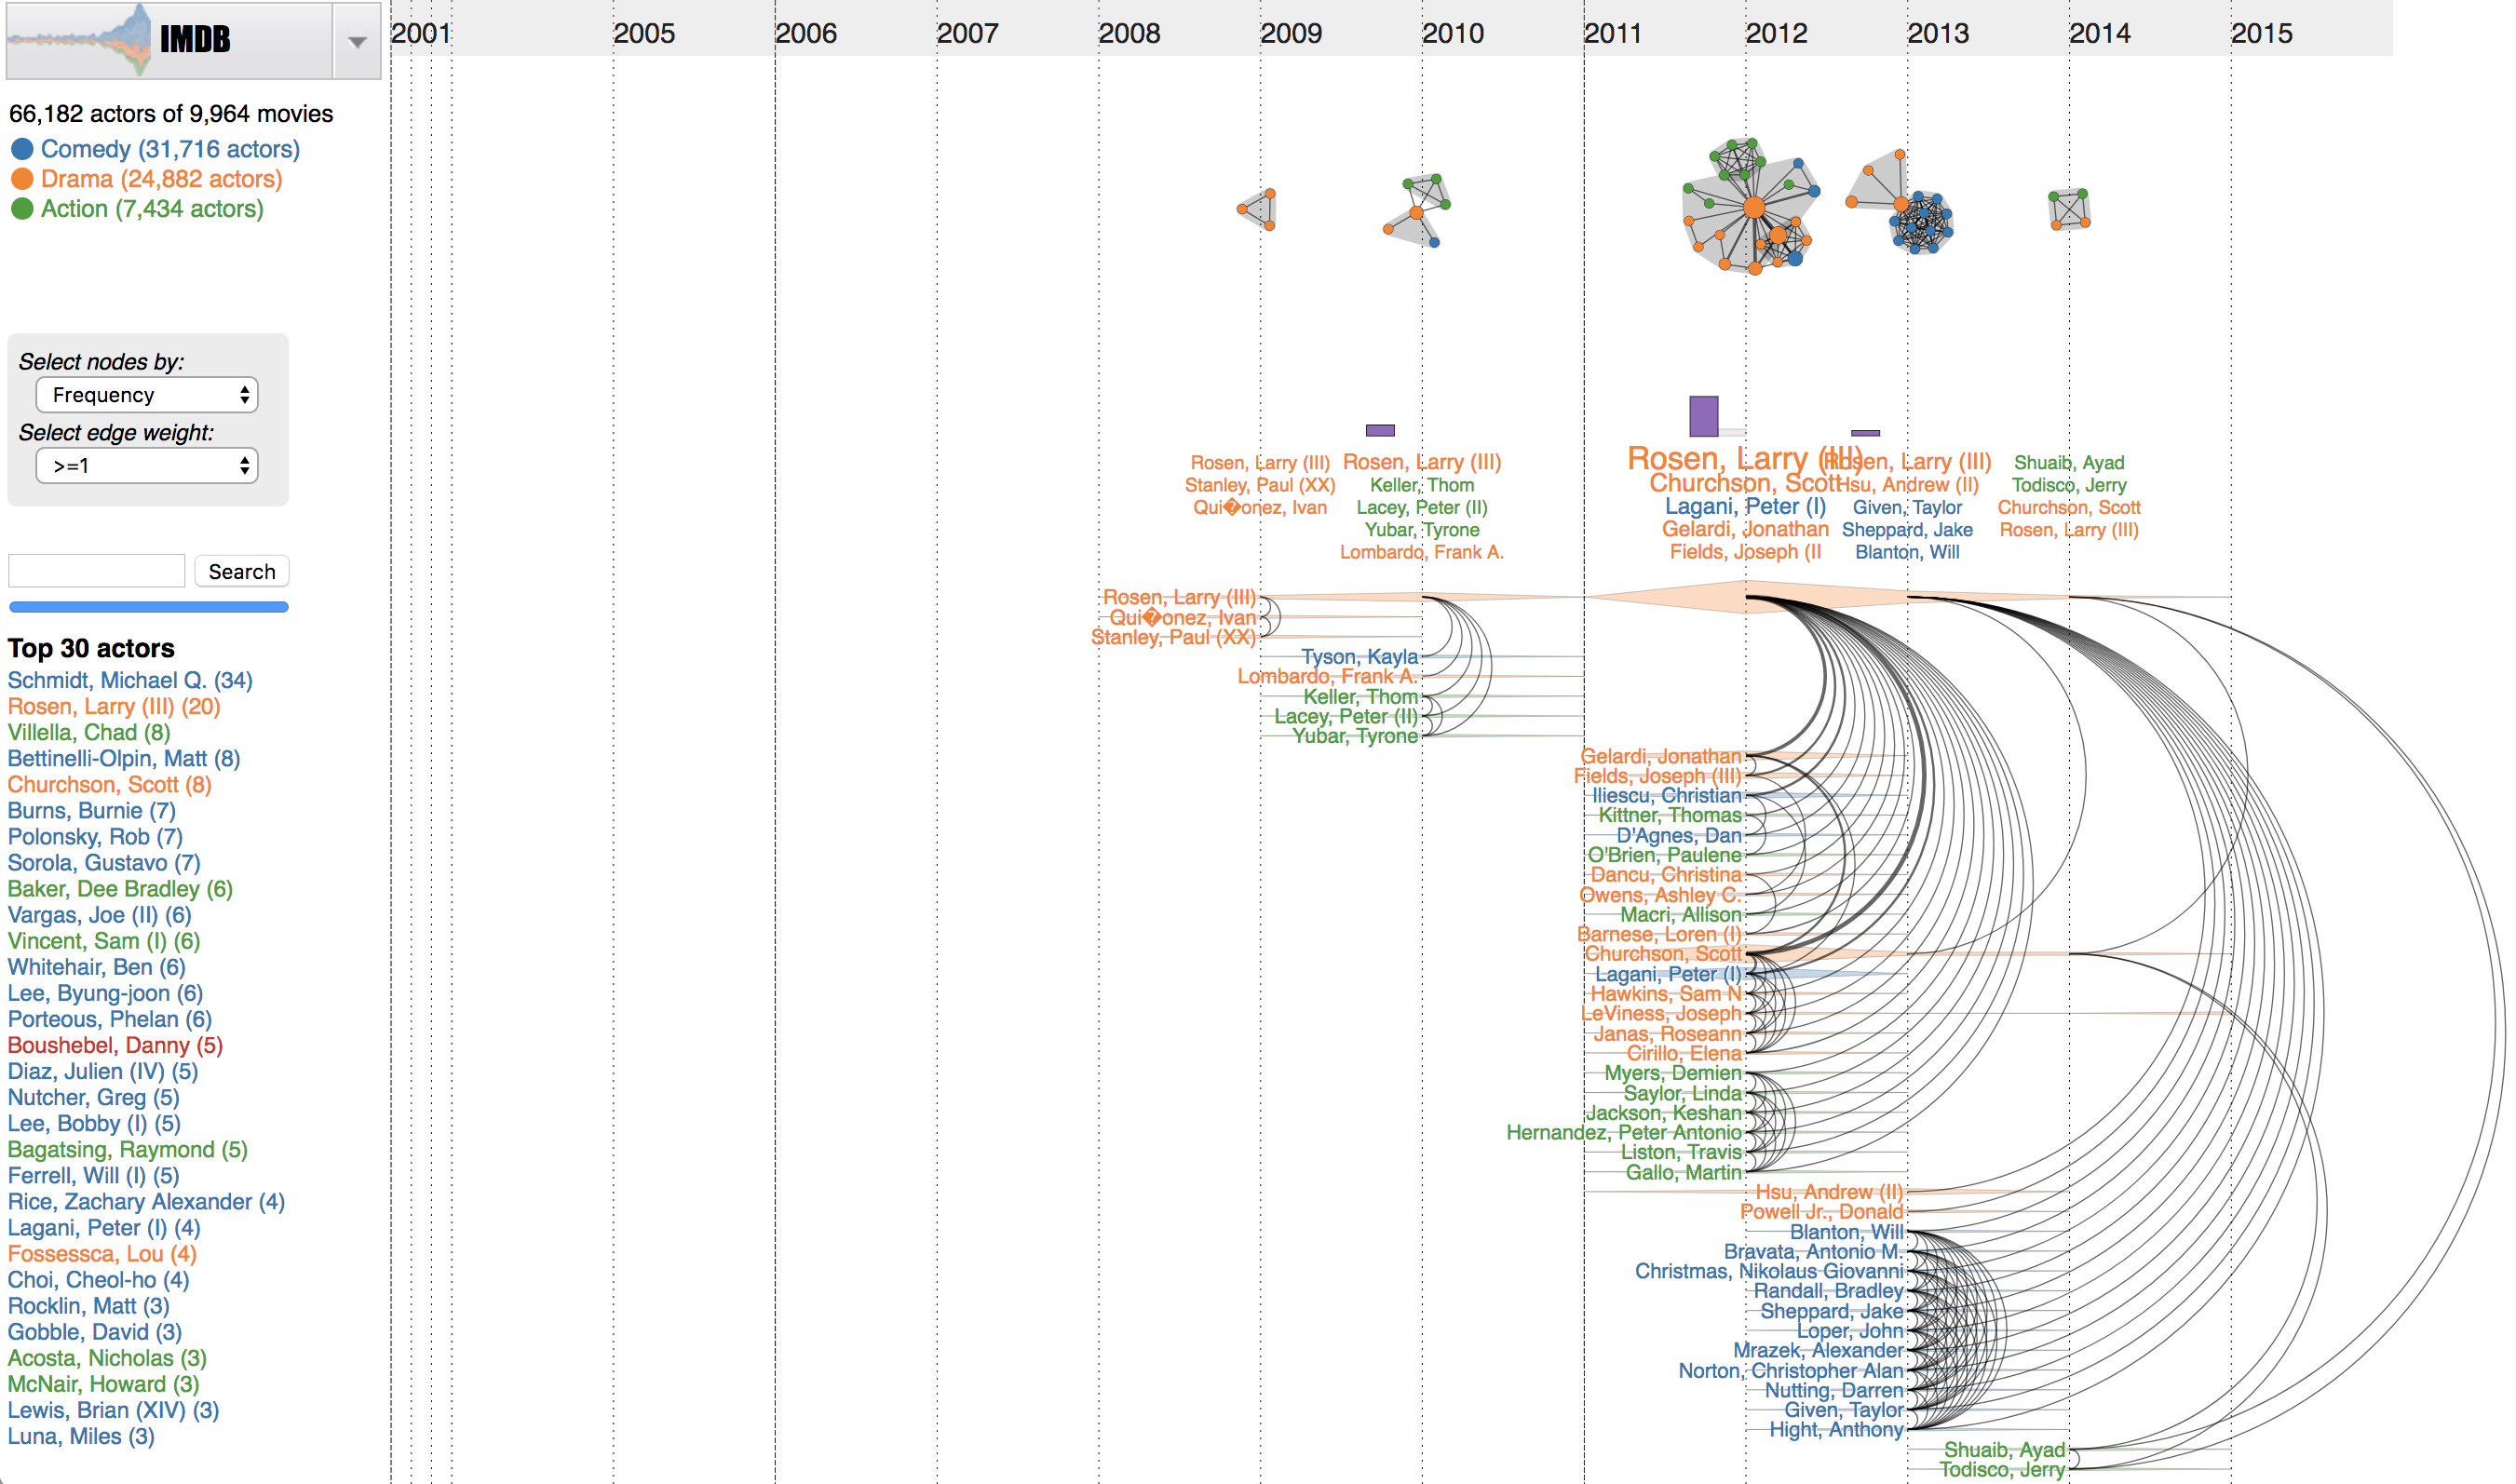 IMDB
2001
2005
2006
2007
2008
2009
2010
2011
2012
2013
2014
2015
66,182 actors of 9,964 movies
Comedy (31,716 actors)
Drama (24,882 actors)
Action (7,434 actors)
Select nodes by:
Frequency
Select edge weight:
>=1
Search
Top 30 actors
Schmidt, Michael Q. (34)
Rosen, Larry (III) (20)
Villella, Chad (8)
Bettinelli-Olpin, Matt (8)
Churchson, Scott (8)
Burns, Burnie (7)
Polonsky, Rob (7)
Sorola, Gustavo (7)
Baker, Dee Bradley (6)
Vargas, Joe (II) (6)
Vincent, Sam (I) (6)
Whitehair, Ben (6)
Lee, Byung-joon (6)
Porteous, Phelan (6)
Boushebel, Danny (5)
Diaz, Julien (IV) (5)
Nutcher, Greg (5)
Lee, Bobby (I) (5)
Bagatsing, Raymond (5)
Ferrell, Will (I) (5)
Rice, Zachary Alexander (4)
Lagani, Peter (I) (4)
Fossessca, Lou (4)
Choi, Cheol-ho (4)
Rocklin, Matt (3)
Gobble, David (3)
Acosta, Nicholas (3)
McNair, Howard (3)
Lewis, Brian (XIV) (3)
Luna, Miles (3)
Rosen, Larry (III)
Stanley, Paul (XX)
Qui�onez, Ivan
Rosen, Larry (III)
Keller, Thom
Lacey, Peter (II)
Yubar, Tyrone
Lombardo, Frank A.
Rosen, Larry (III)
Churchson, Scott
Lagani, Peter (I)
Gelardi, Jonathan
Fields, Joseph (II
Rosen, Larry (III)
Hsu, Andrew (II)
Given, Taylor
Sheppard, Jake
Blanton, Will
Shuaib, Ayad
Todisco, Jerry
Churchson, Scott
Rosen, Larry (III)
Rosen, Larry (III)
Qui�onez, Ivan
Stanley, Paul (XX)
Tyson, Kayla
Lombardo, Frank A.
Keller, Thom
Lacey, Peter (II)
Yubar, Tyrone
Gelardi, Jonathan
Fields, Joseph (III)
Iliescu, Christian
Kittner, Thomas
D'Agnes, Dan
O'Brien, Paulene
Dancu, Christina
Owens, Ashley C.
Macri, Allison
Barnese, Loren (I)
Churchson, Scott
Lagani, Peter (I)
Hawkins, Sam N
LeViness, Joseph
Janas, Roseann
Cirillo, Elena
Myers, Demien
Saylor, Linda
Jackson, Keshan
Hernandez, Peter Antonio
Liston, Travis
Gallo, Martin
Hsu, Andrew (II)
Powell Jr., Donald
Blanton, Will
Bravata, Antonio M.
Christmas, Nikolaus Giovanni
Randall, Bradley
Sheppard, Jake
Loper, John
Mrazek, Alexander
Norton, Christopher Alan
Nutting, Darren
Given, Taylor
Hight, Anthony
Shuaib, Ayad
Todisco, Jerry